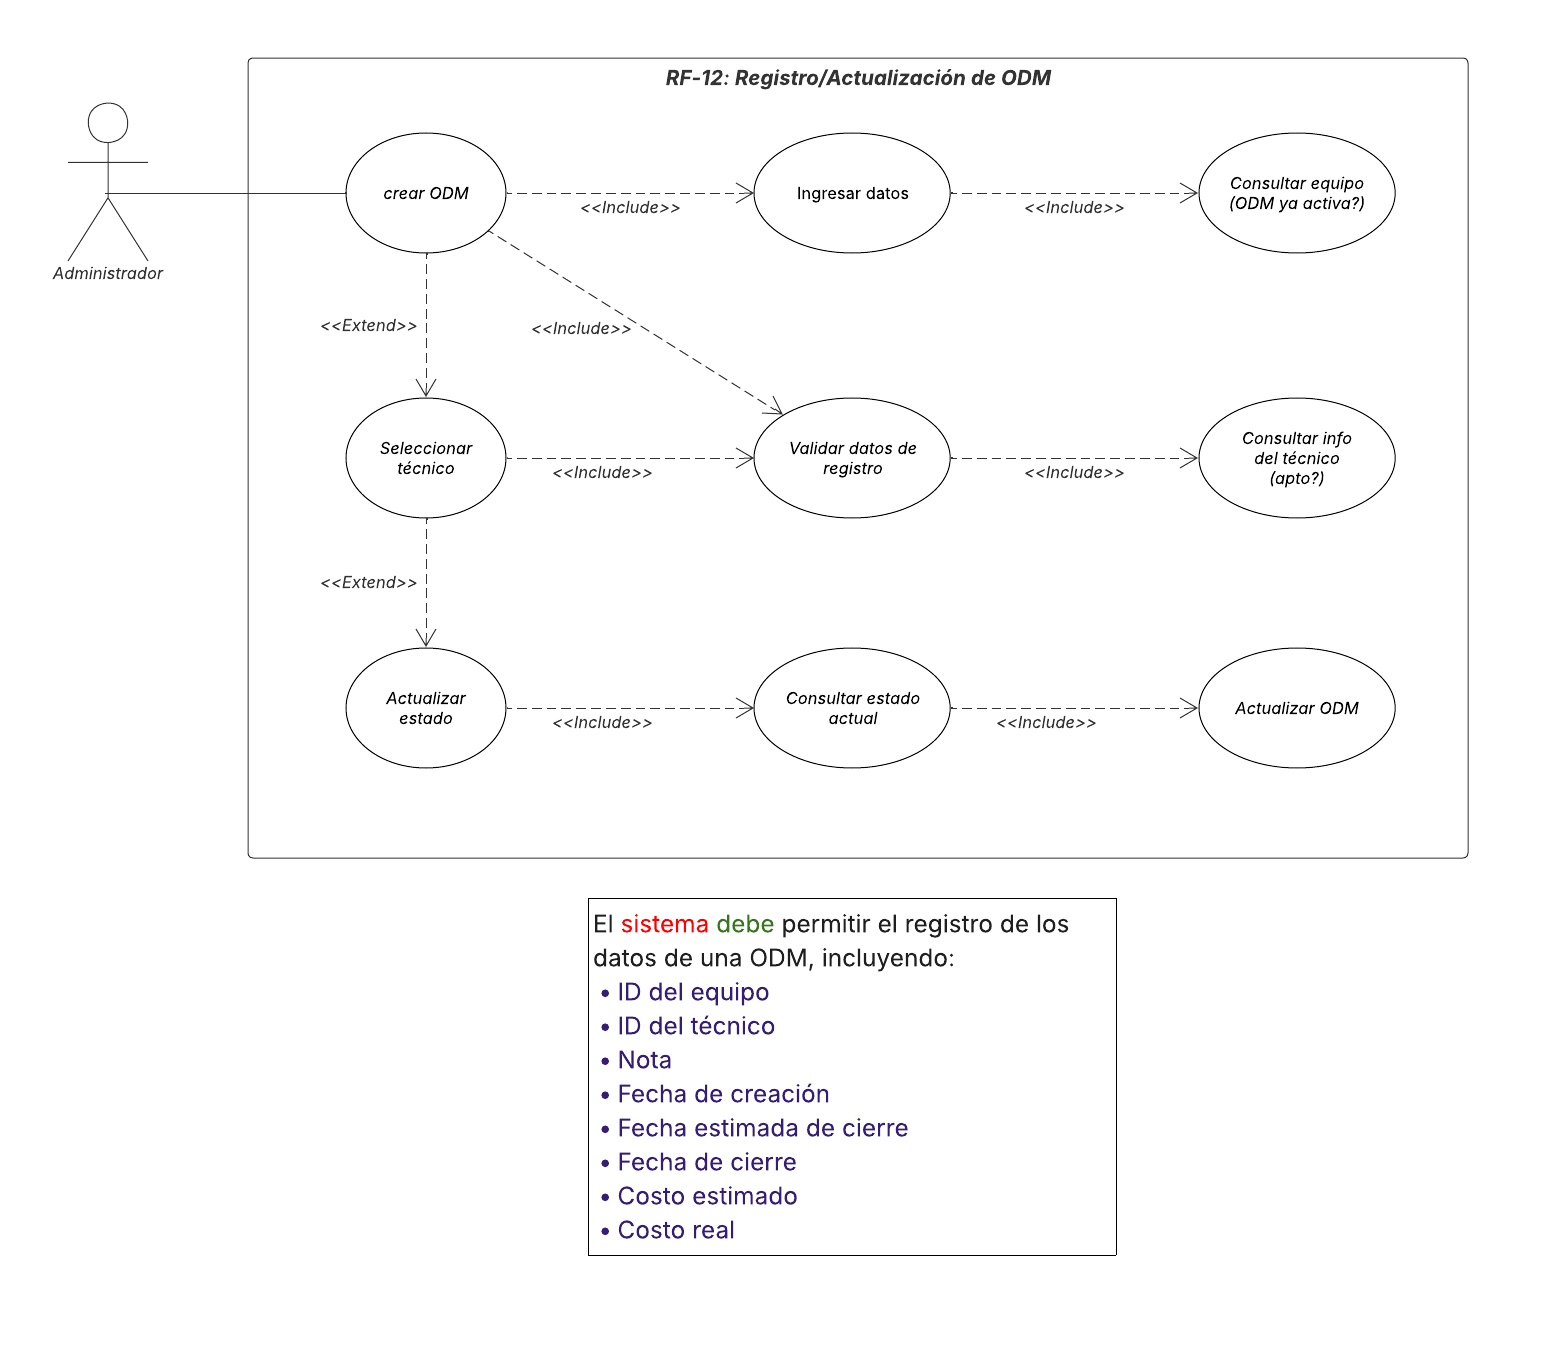 RF-12: Registro/Actualización de ODM
Administrador
crear ODM
<<Include>>
Ingresar datos
<<Include>>
Consultar equipo
(ODM ya activa?)
<<Extend>>
<<Include>>
Seleccionar
técnico
<<Include>>
Validar datos de
registro
<<Include>>
Consultar info
del técnico
(apto?)
<<Extend>>
Actualizar
estado
<<Include>>
Consultar estado
actual
<<Include>>
Actualizar ODM
El sistema debe permitir el registro de los
datos de una ODM, incluyendo:
• ID del equipo
• ID del técnico
• Nota
• Fecha de creación
• Fecha estimada de cierre
• Fecha de cierre
• Costo estimado
• Costo real